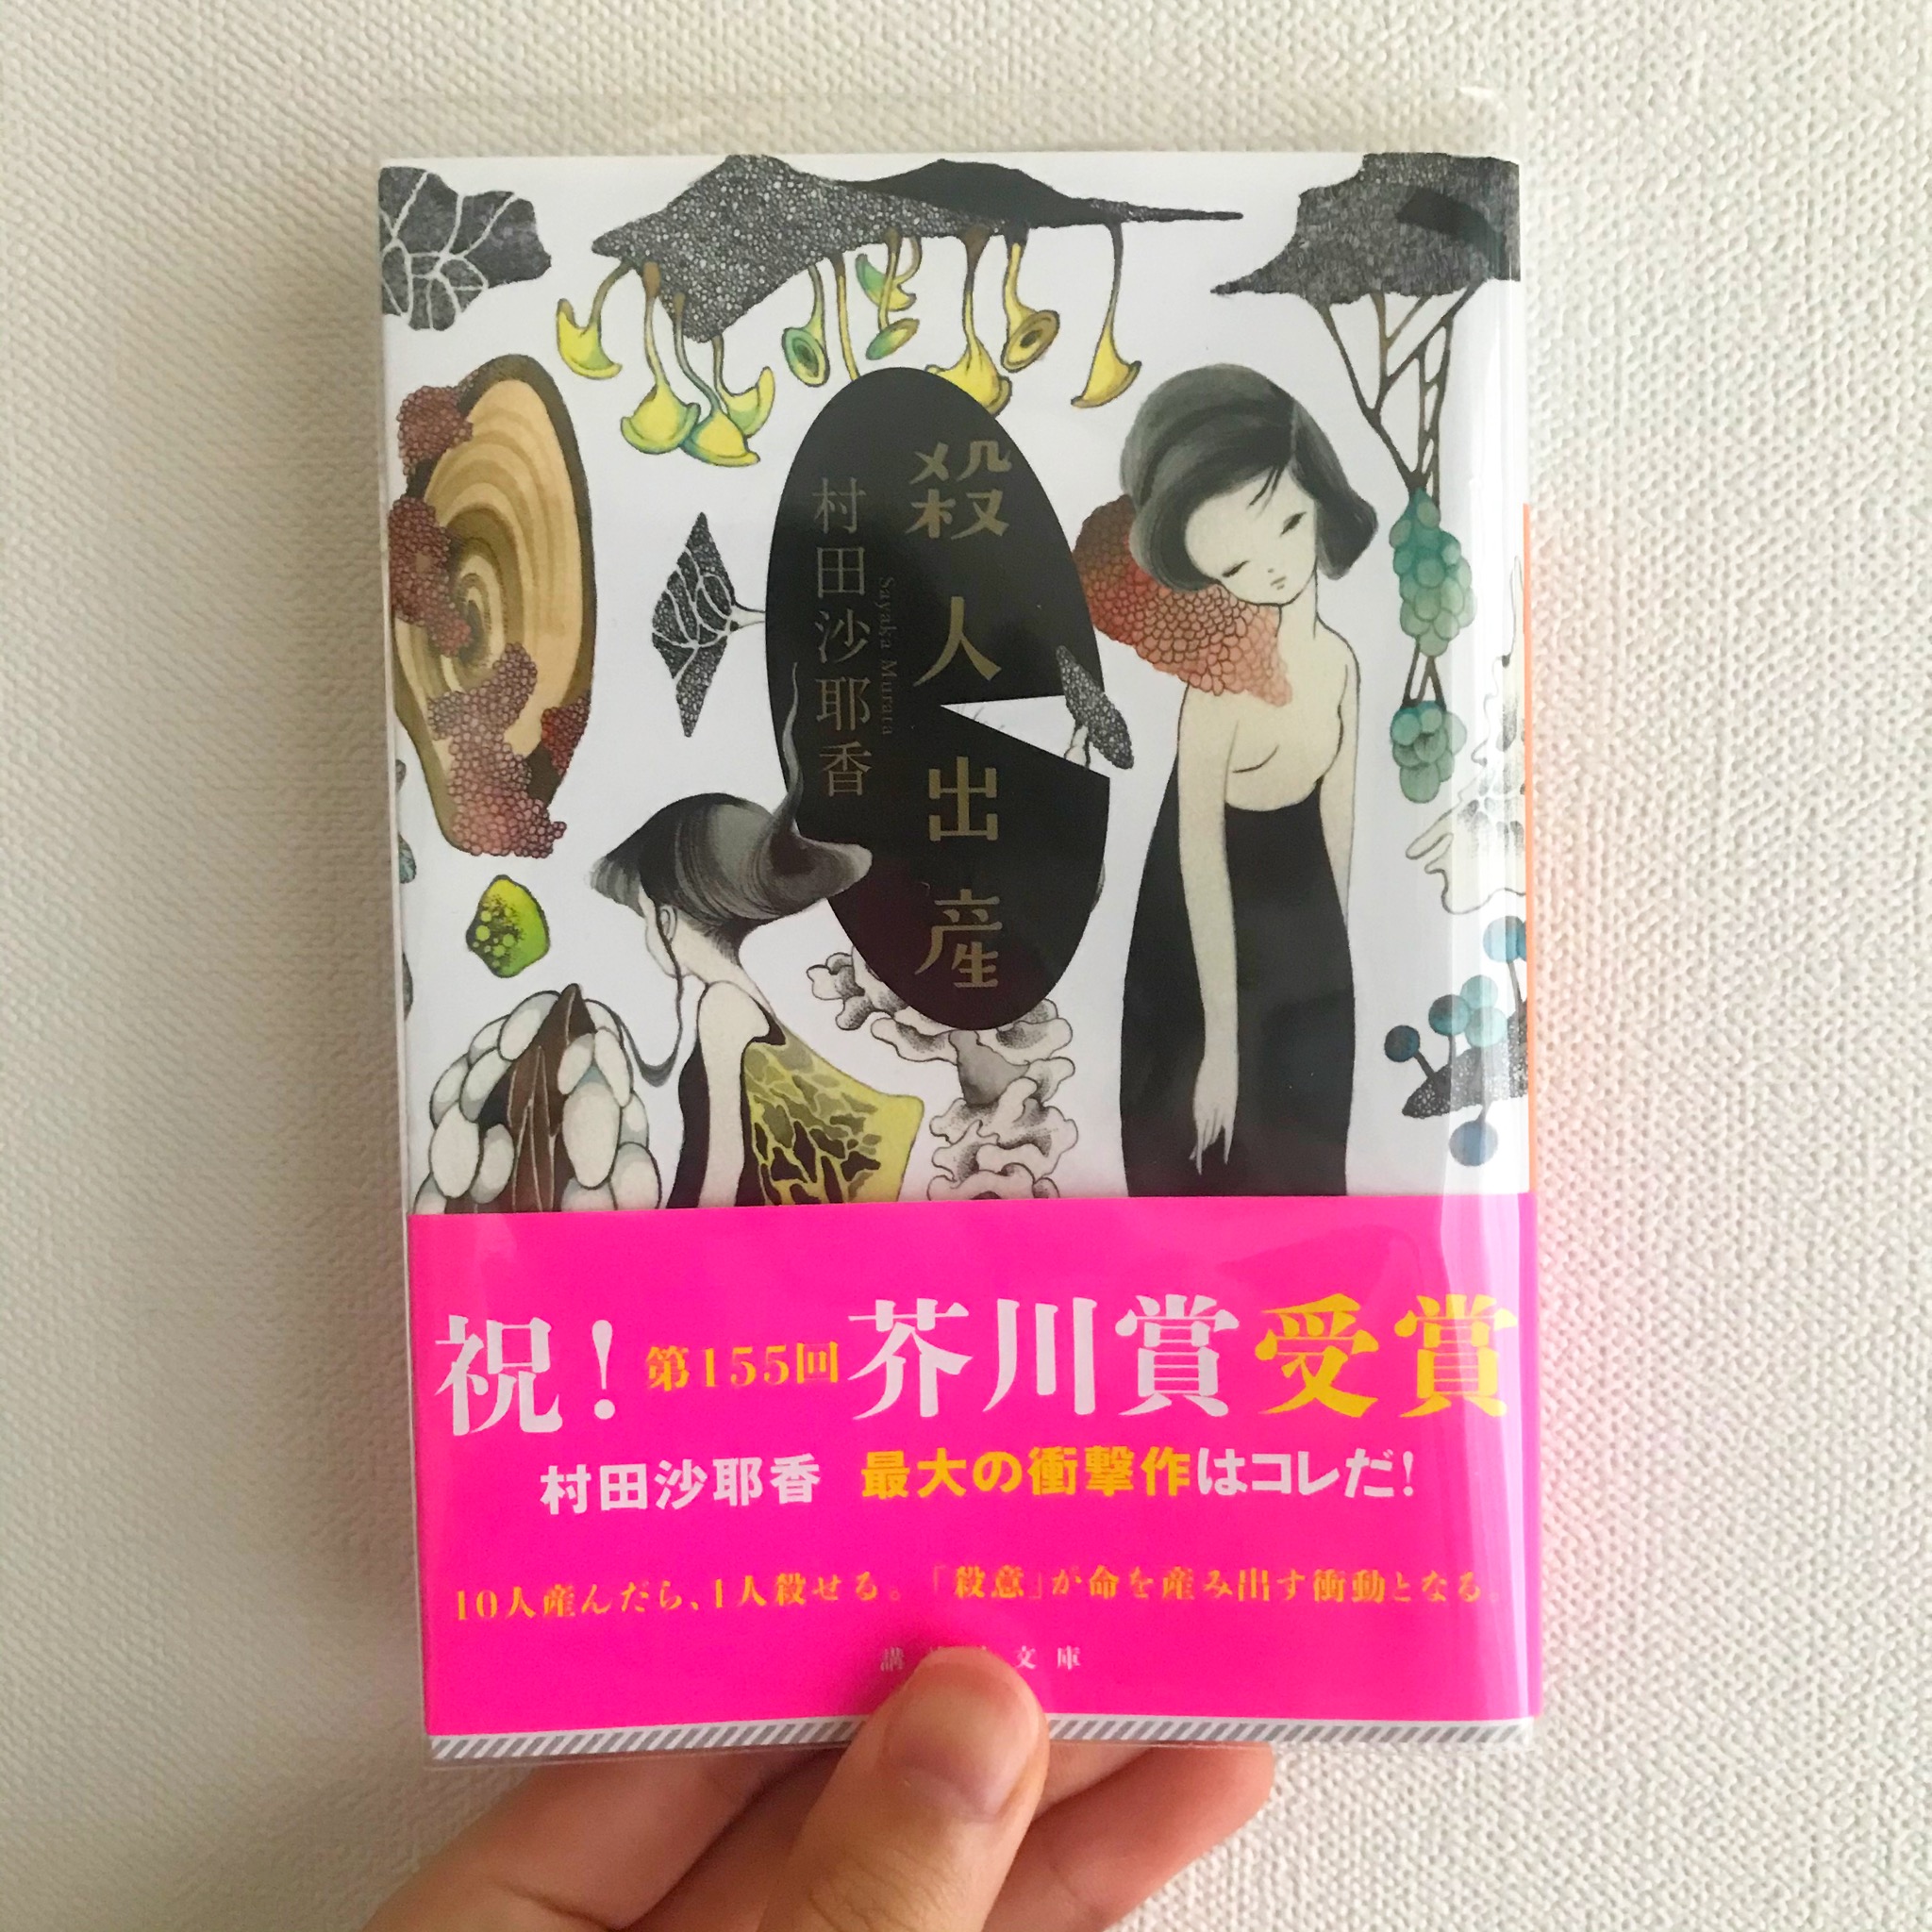 殺人出産
Sayaka Murata
村田沙耶香
祝！第155回芥川賞受賞
村田沙耶香 最大の衝撃作はコレだ！
10人産んだら、1人殺せる。「殺意」が命を産み出す衝動となる。
講 文庫